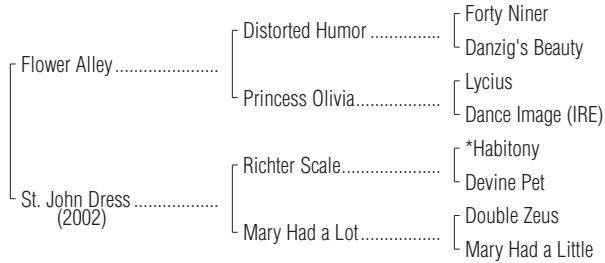 Forty Niner
Distorted Humor ...............
Danzig's Beauty
Flower Alley......................
Lycius
Princess Olivia..................
Dance Image (IRE)
*Habitony
Richter Scale.....................
Devine Pet
St. John Dress ..................
(2002)
Double Zeus
Mary Had a Lot.................
Mary Had a Little